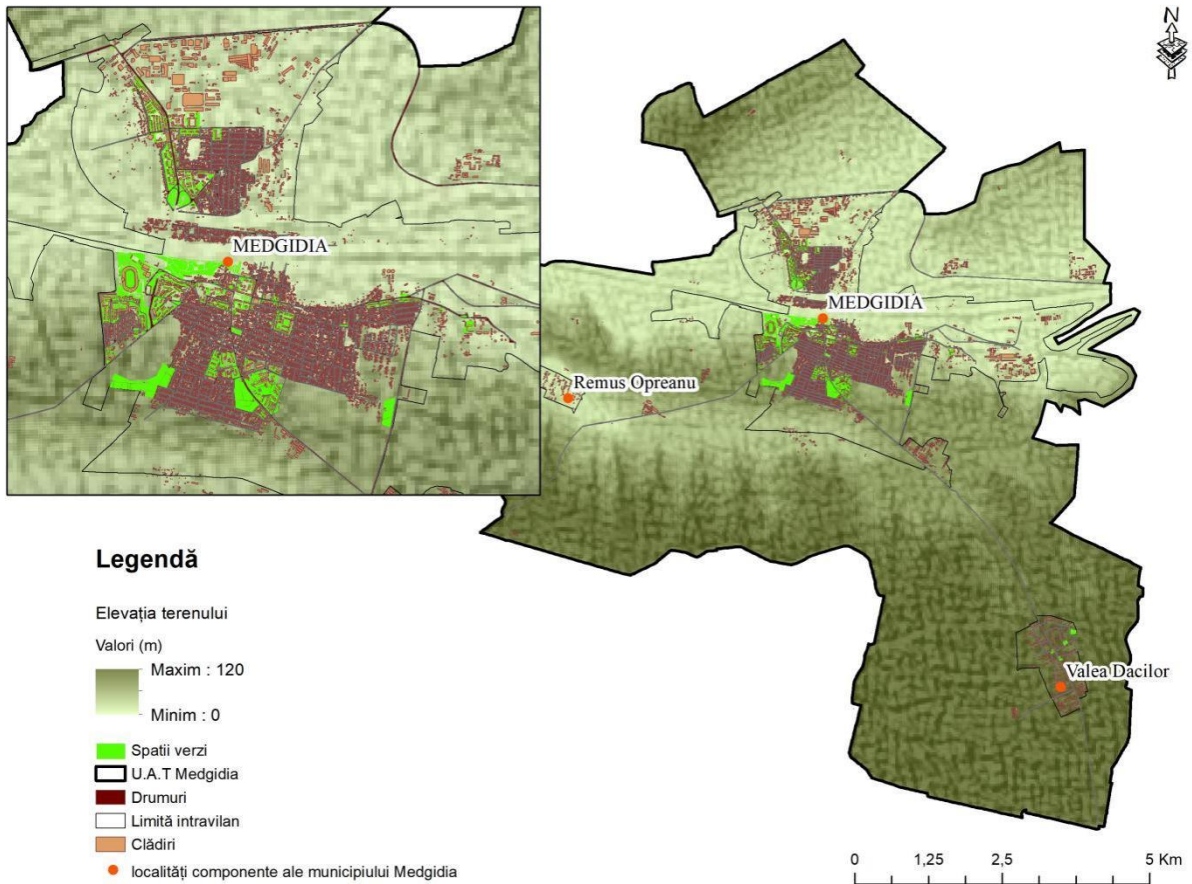 N
MEDGIDIA
MEDGIDIA
Remus Opreanu
Valea Dacilor
Legendă
Elevația terenului
Valori (m)
Maxim : 120
Minim : 0
Spatii verzi
U.A.T Medgidia
Drumuri
Limită intravilan
Clădiri
localități componente ale municipiului Medgidia
0 1,25 2,5 5 Km